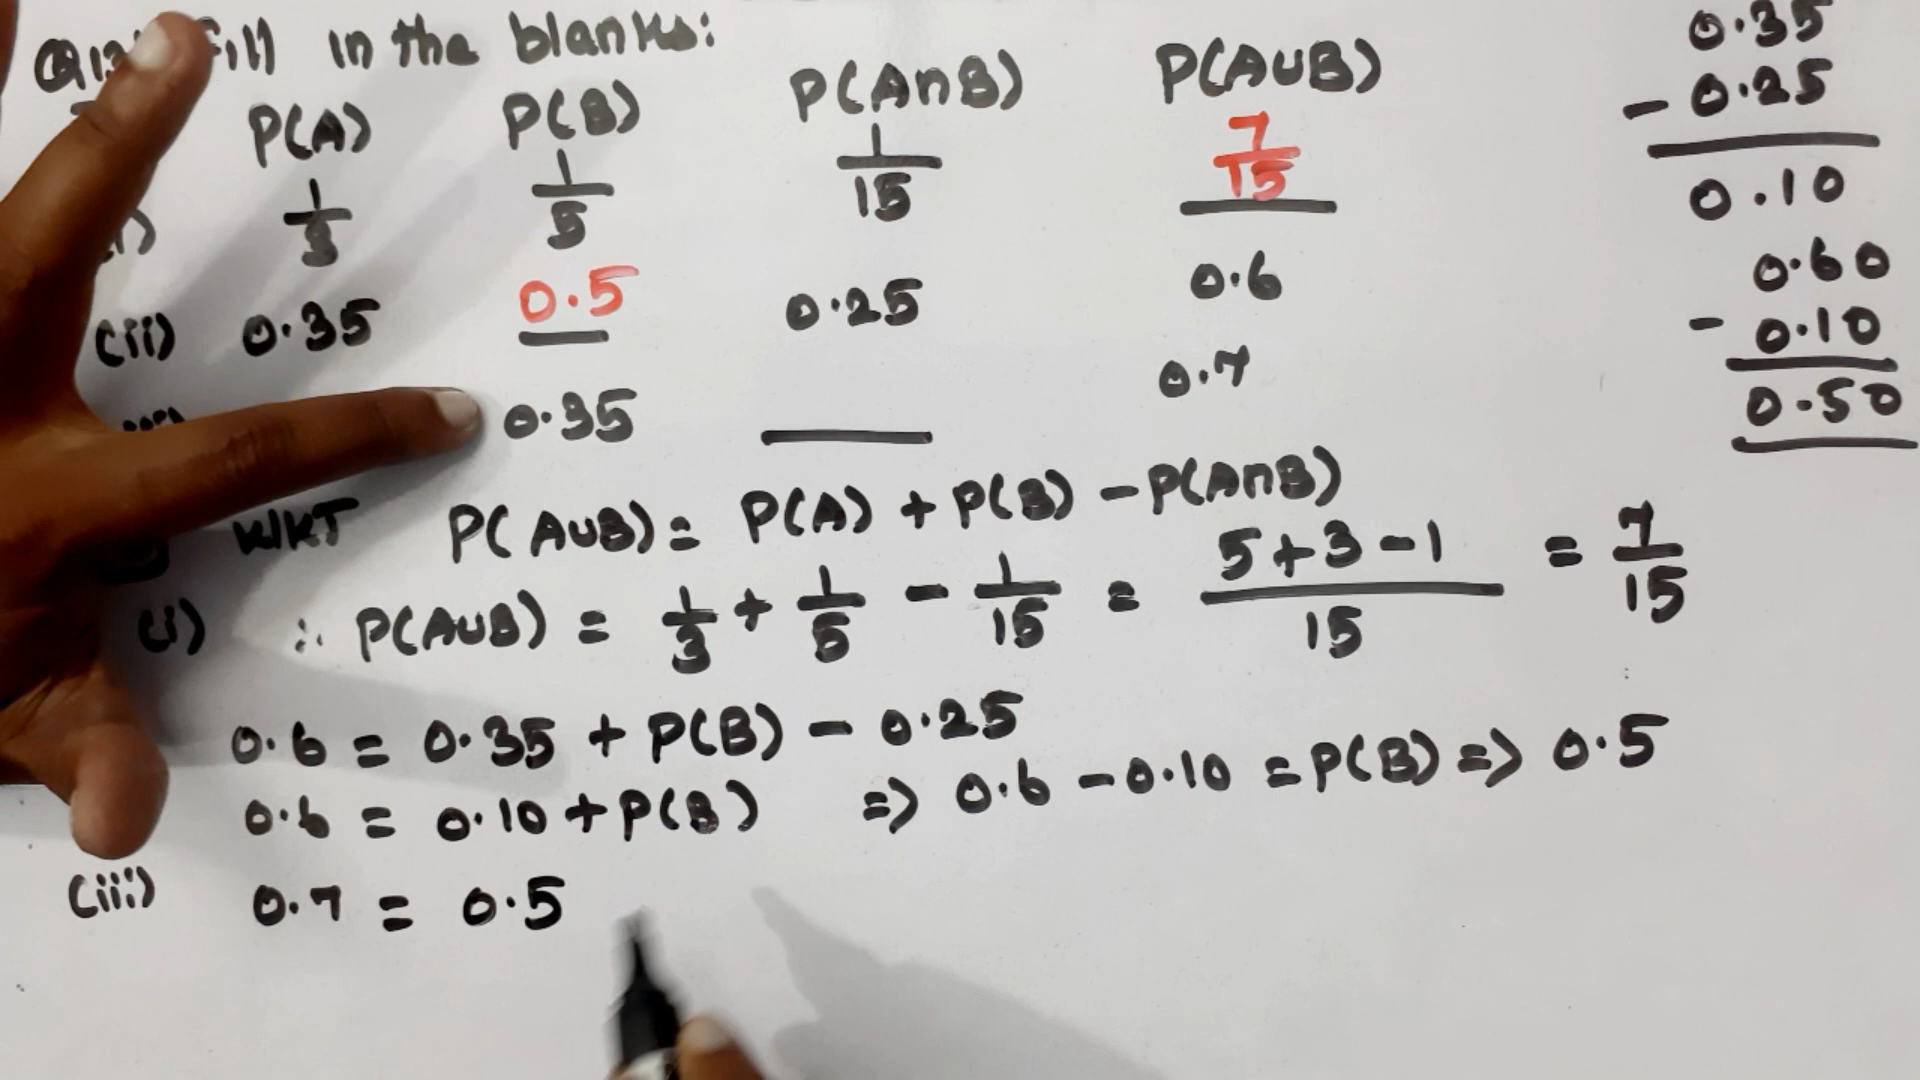 in the blanks:
P(A) P(B) P(A∩B) P(A∪B)
1/3 1/5 1/15 7/15
(ii) 0.35 0.5 0.25 0.6
0.35 ___ 0.7
WKT P(A∪B) = P(A) + P(B) - P(A∩B)
(i) ∴ P(A∪B) = 1/3 + 1/5 - 1/15 = 5+3-1/15 = 7/15
0.6 = 0.35 + P(B) - 0.25
0.6 = 0.10 + P(B) => 0.6 - 0.10 = P(B) => 0.5
(iii) 0.7 = 0.5
0.35
- 0.25
0.10
0.60
- 0.10
0.50